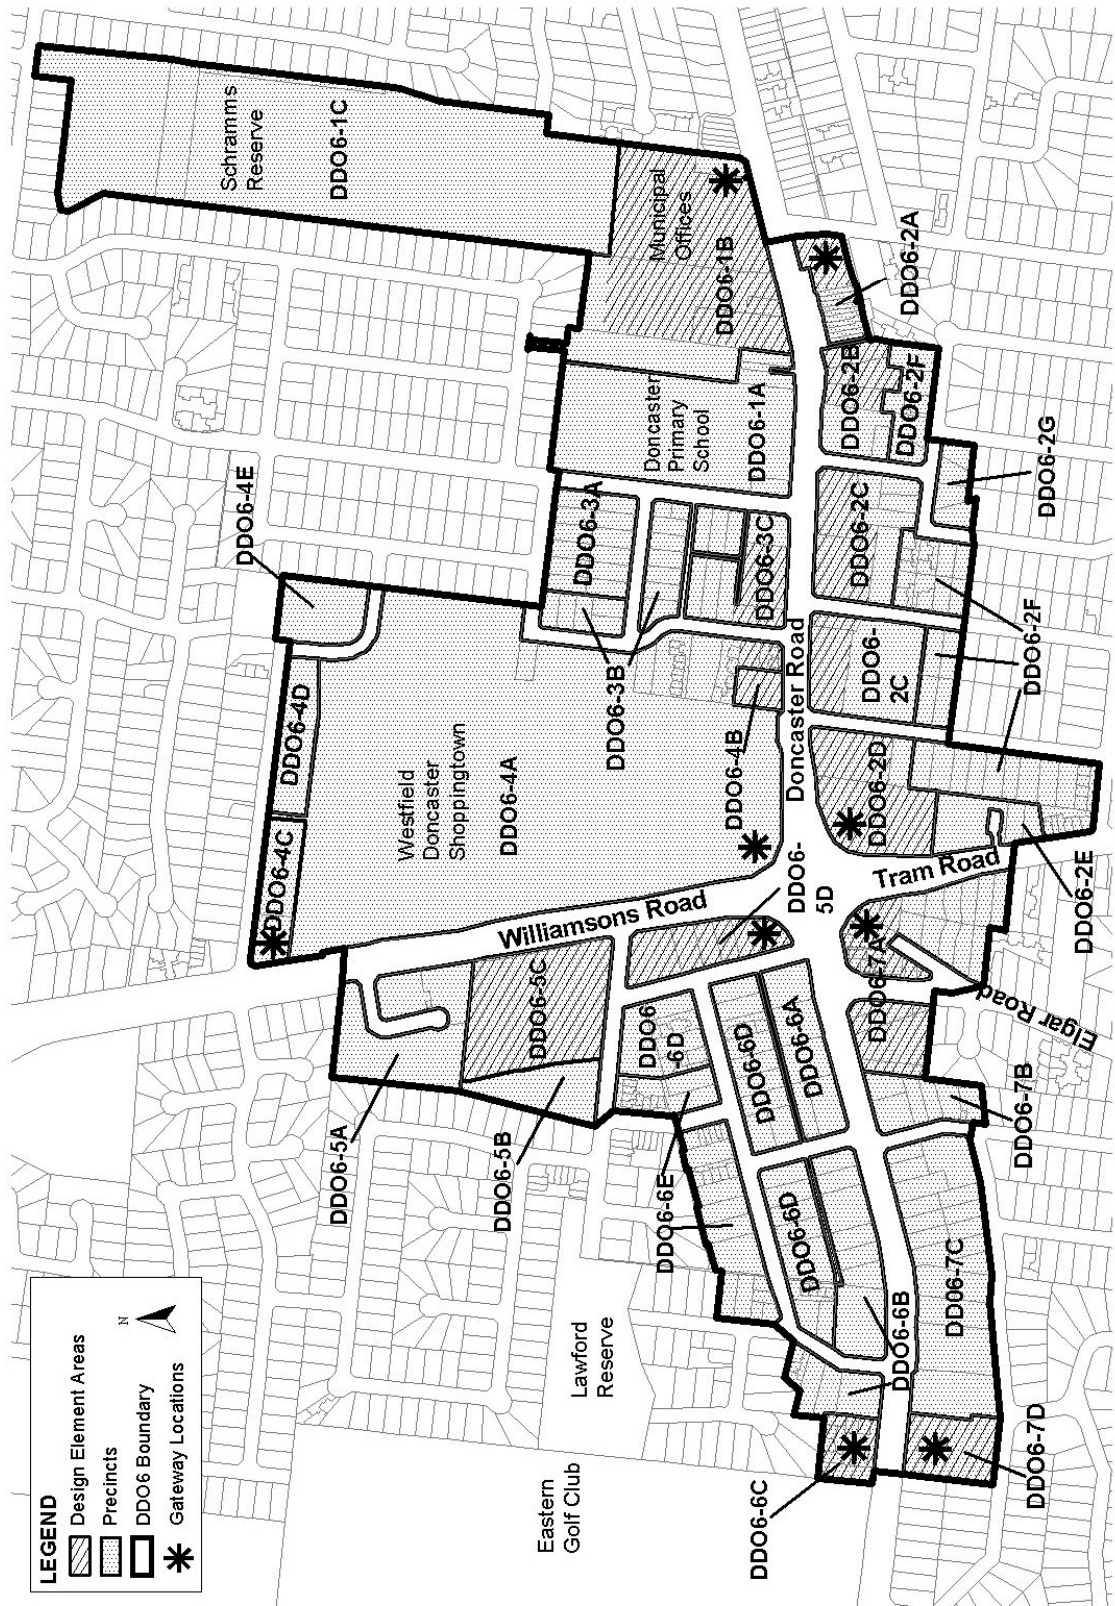 LEGEND
Design Element Areas
Precincts
DDO6 Boundary
Gateway Locations
N
Schramms
Reserve
DDO6-1C
Municipal
Offices
DDO6-1B
DDO6-2A
DDO6-4E
Doncaster
Primary
School
DDO6-1A
DDO6-2B
DDO6-2F
DDO6-3A
DDO6-2G
DDO6-3C
DDO6-2C
DDO6-3B
DDO6-2F
DDO6-4D
DDO6-
2C
Westfield
Doncaster
Shoppingtown
DDO6-4A
DDO6-4B
Doncaster Road
DDO6-2D
DDO6-4C
DDO6-
5D
Tram Road
DDO6-2E
Williamsons Road
DDO6-7A
Elgar Road
DDO6-5C
DDO6
-6D
DDO6-6D
DDO6-6A
DDO6-7B
DDO6-5A
DDO6-5B
DDO6-6E
DDO6-6D
DDO6-7C
DDO6-6B
Lawford
Reserve
Eastern
Golf Club
DDO6-6C
DDO6-7D